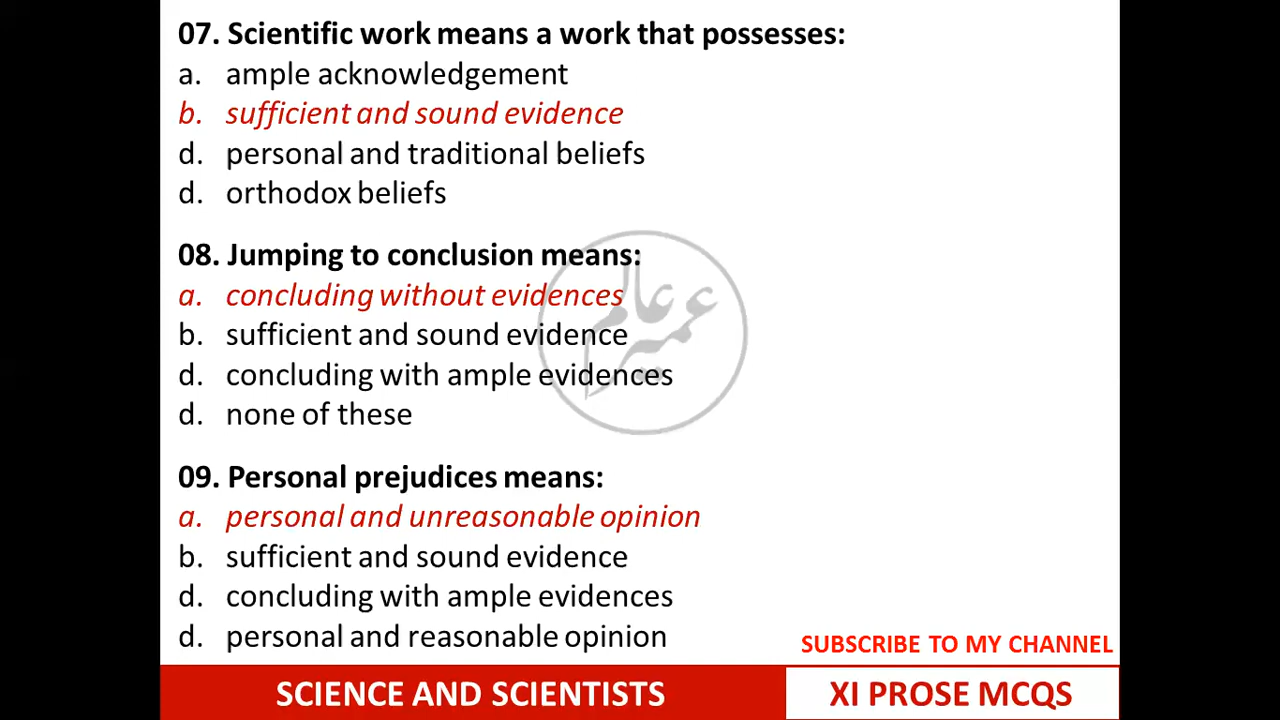 07. Scientific work means a work that possesses:
a. ample acknowledgement
b. sufficient and sound evidence
d. personal and traditional beliefs
d. orthodox beliefs
08. Jumping to conclusion means:
a. concluding without evidences
b. sufficient and sound evidence
d. concluding with ample evidences
d. none of these
عمیر عالم
09. Personal prejudices means:
a. personal and unreasonable opinion
b. sufficient and sound evidence
d. concluding with ample evidences
d. personal and reasonable opinion
SUBSCRIBE TO MY CHANNEL
SCIENCE AND SCIENTISTS
XI PROSE MCQS